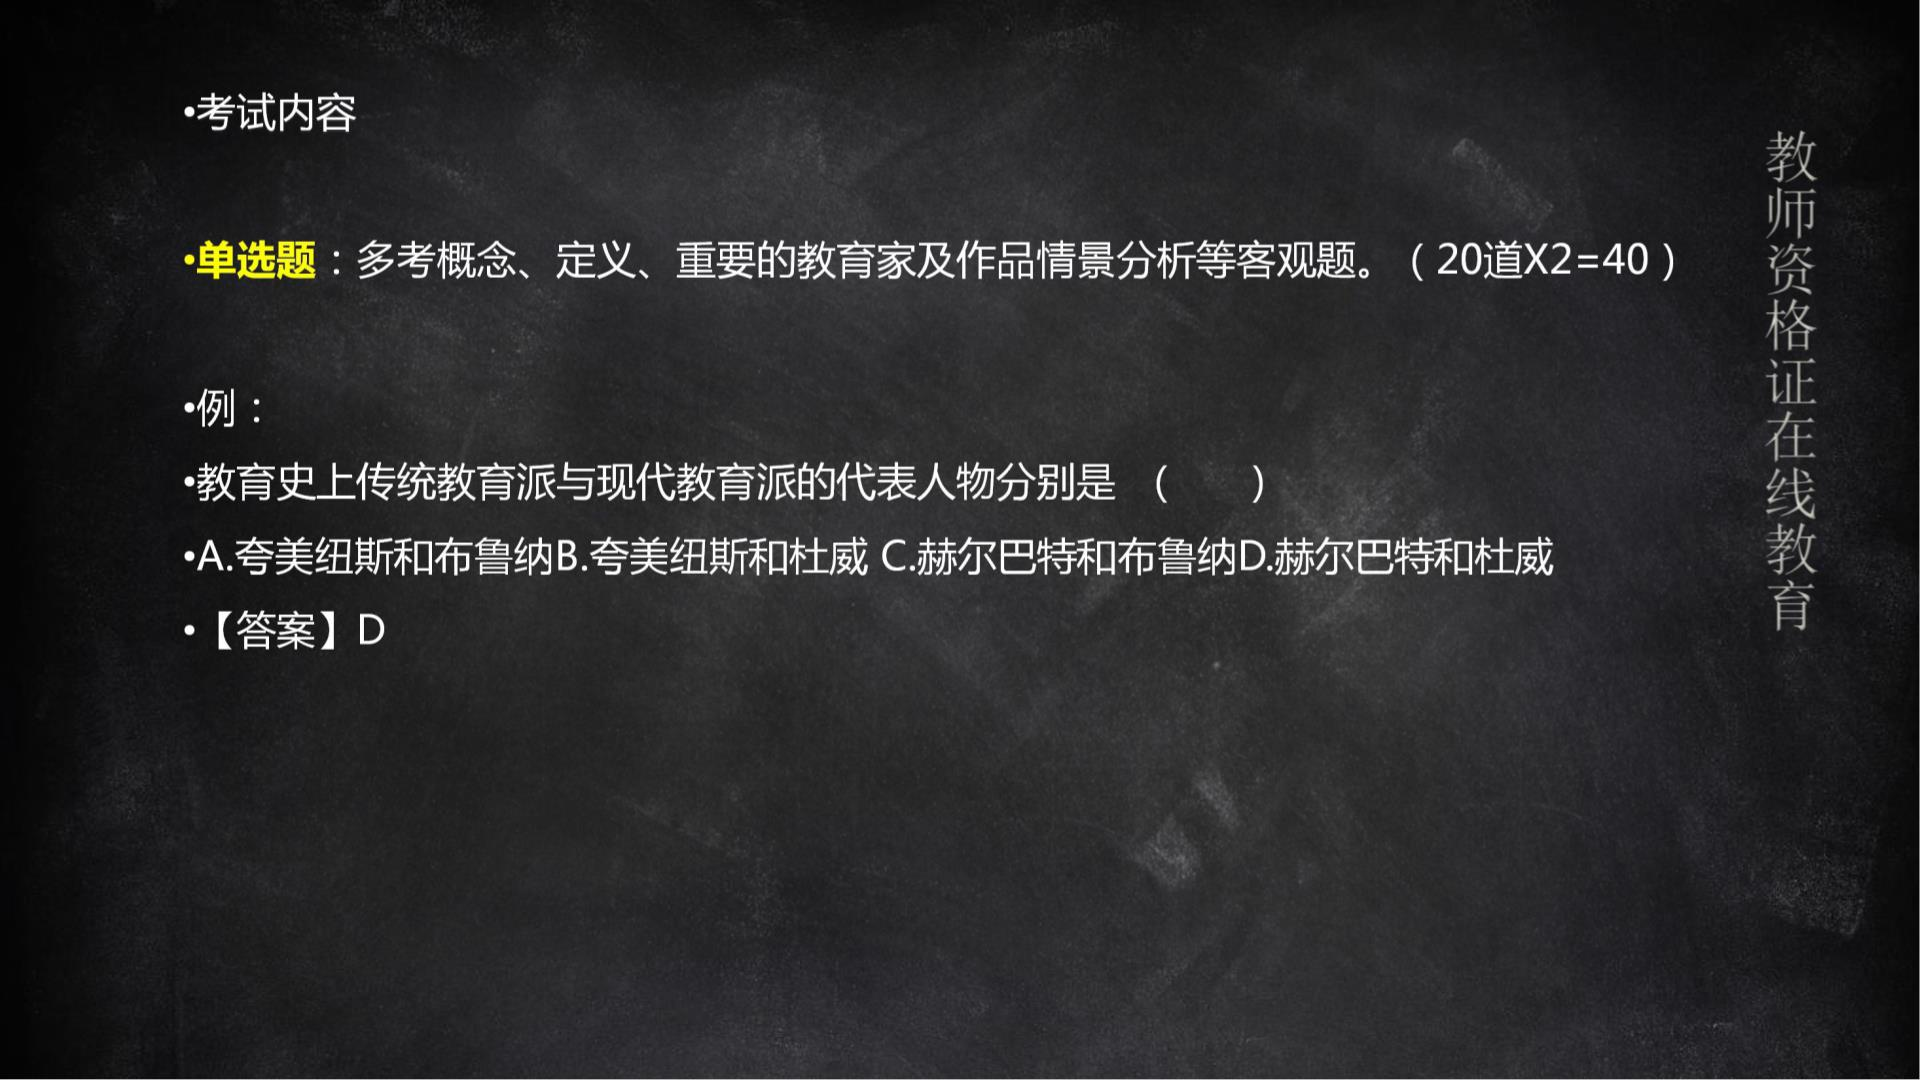 •考试内容
•单选题：多考概念、定义、重要的教育家及作品情景分析等客观题。（20道X2=40）
•例：
•教育史上传统教育派与现代教育派的代表人物分别是 （  ）
•A.夸美纽斯和布鲁纳B.夸美纽斯和杜威 C.赫尔巴特和布鲁纳D.赫尔巴特和杜威
•【答案】D
教师资格证在线教育